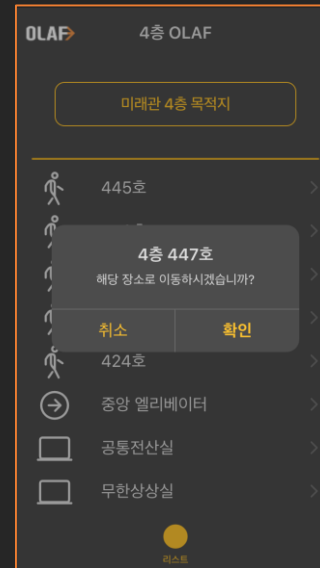 OLAF
4층 OLAF
미래관 4층 목적지
445호
4층 447호
해당 장소로 이동하시겠습니까?
취소
확인
424호
중앙 엘리베이터
공통전산실
무한상상실
리스트